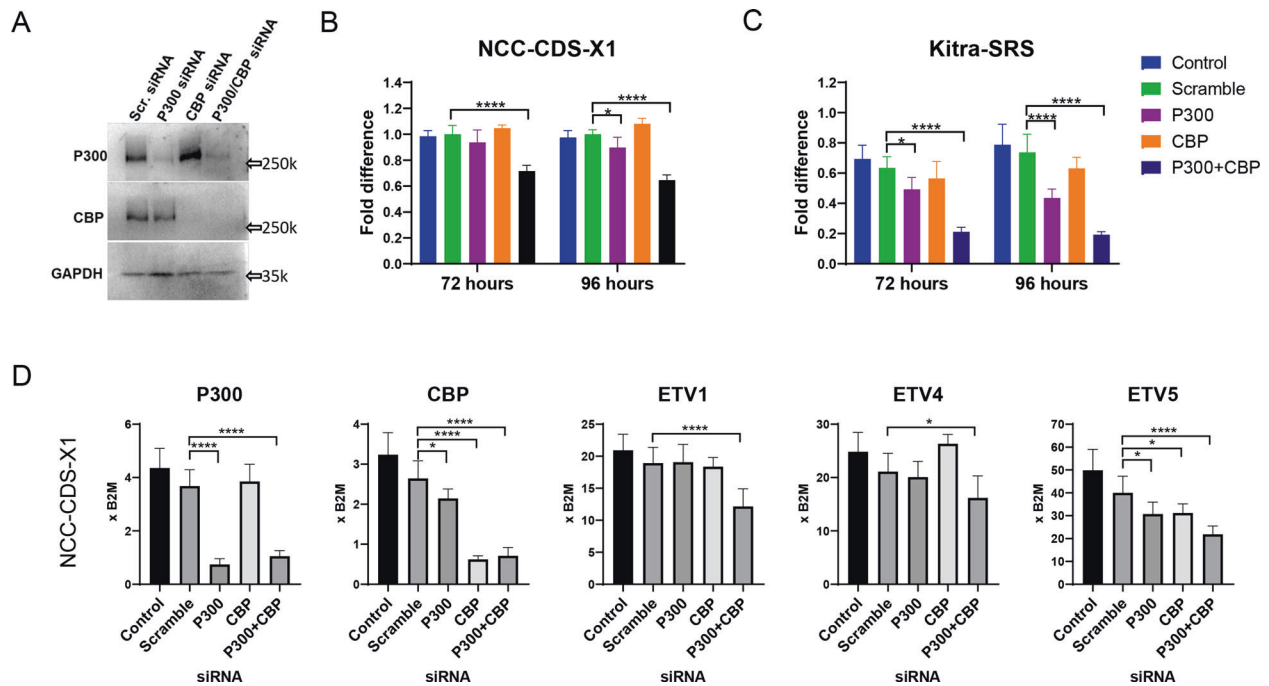 A
Scr. siRNA
P300 siRNA
CBP siRNA
P300/CBP siRNA
P300
250k
CBP
250k
GAPDH
35k
B
NCC-CDS-X1
Fold difference
1.4
1.2
1.0
0.8
0.6
0.4
0.2
0.0
****
*
****
72 hours
96 hours
C
Kitra-SRS
Fold difference
1.0
0.8
0.6
0.4
0.2
0.0
****
*
****
****
72 hours
96 hours
Control
Scramble
P300
CBP
P300+CBP
D
NCC-CDS-X1
P300
x B2M
6
4
2
0
****
****
Control
Scramble
P300
CBP
P300+CBP
siRNA
CBP
x B2M
4
3
2
1
0
****
****
*
Control
Scramble
P300
CBP
P300+CBP
siRNA
ETV1
x B2M
25
20
15
10
5
0
****
Control
Scramble
P300
CBP
P300+CBP
siRNA
ETV4
x B2M
30
20
10
0
*
Control
Scramble
P300
CBP
P300+CBP
siRNA
ETV5
x B2M
70
60
50
40
30
20
10
0
****
*
*
Control
Scramble
P300
CBP
P300+CBP
siRNA